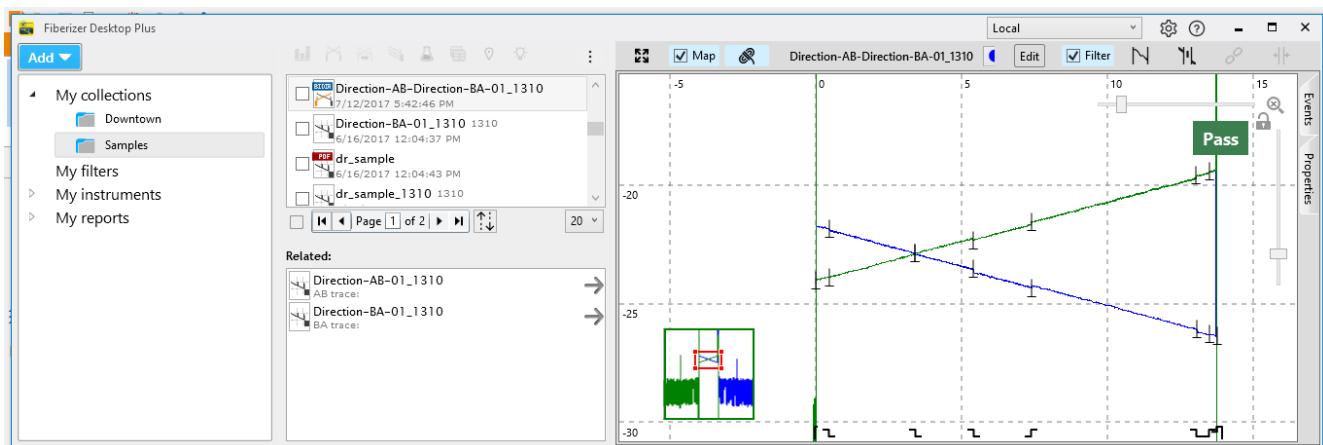 Fiberizer Desktop Plus
Local
Add
Map
Direction-AB-Direction-BA-01_1310
Edit
Filter
My collections
Downtown
Samples
My filters
My instruments
My reports
BIDIR
Direction-AB-Direction-BA-01_1310
7/12/2017 5:42:46 PM
Direction-BA-01_1310 1310
6/16/2017 12:04:37 PM
PDF
dr_sample
6/16/2017 12:04:43 PM
dr_sample_1310 1310
Page 1 of 2
20
Related:
Direction-AB-01_1310
AB trace:
Direction-BA-01_1310
BA trace:
-5
0
5
10
15
Pass
-20
-25
-30
Events
Properties